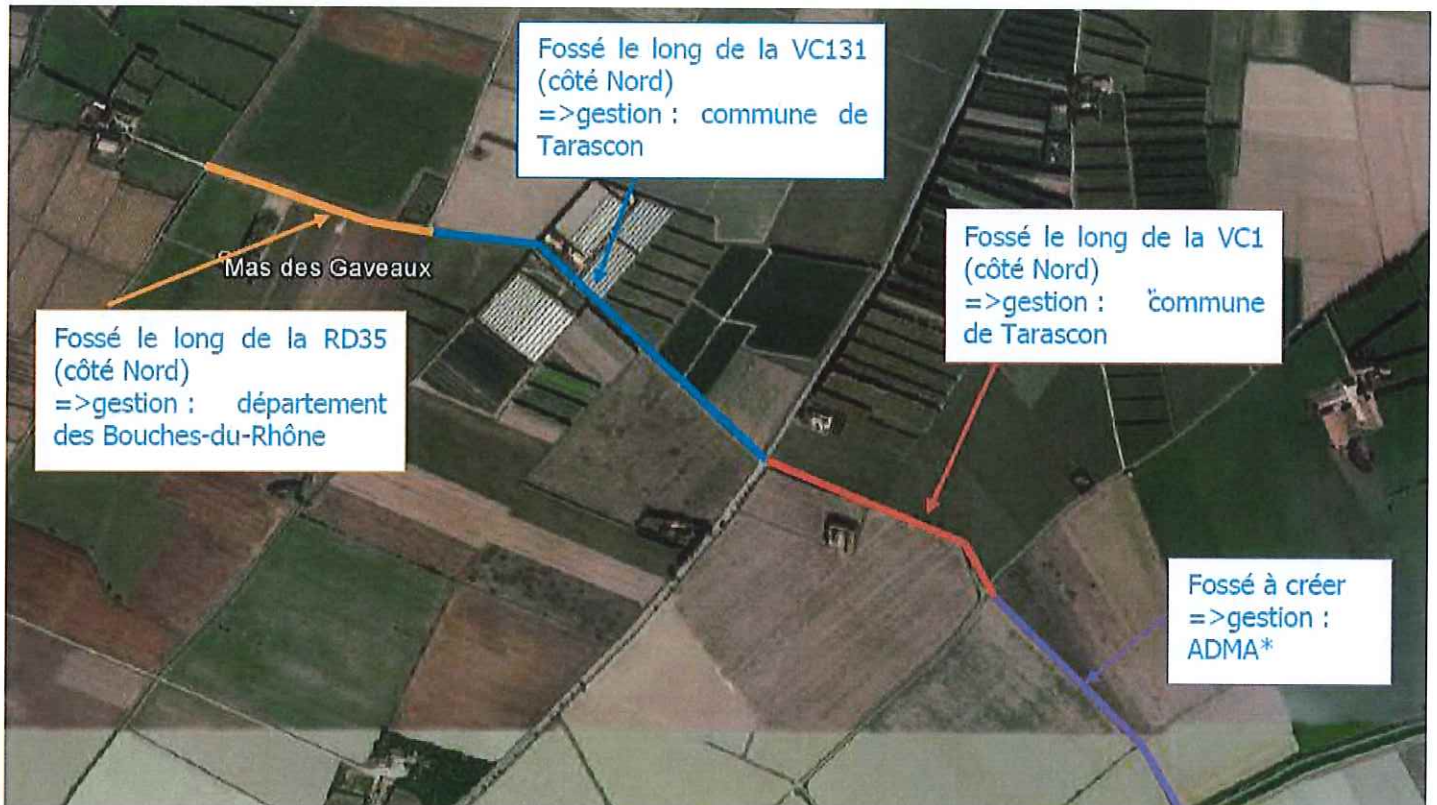 Fossé le long de la VC131
(côté Nord)
=>gestion : commune de
Tarascon
Fossé le long de la VC1
(côté Nord)
=>gestion : commune
de Tarascon
Mas des Gaveaux
Fossé le long de la RD35
(côté Nord)
=>gestion : département
des Bouches-du-Rhône
Fossé à créer
=>gestion :
ADMA*